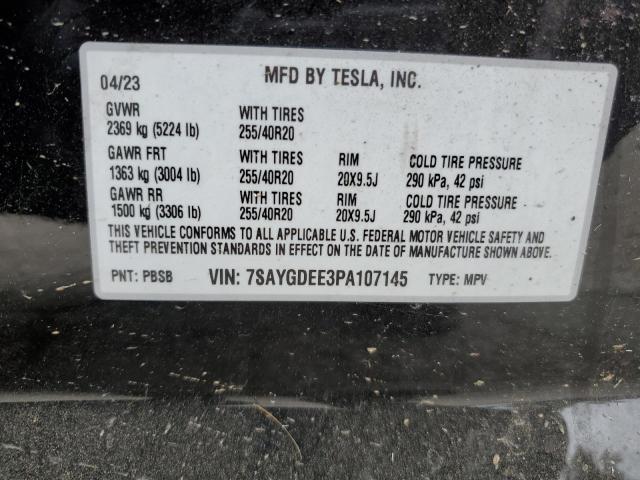 04/23 MFD BY TESLA, INC.
GVWR WITH TIRES
2369 kg (5224 lb) 255/40R20
GAWR FRT WITH TIRES RIM COLD TIRE PRESSURE
1363 kg (3004 lb) 255/40R20 20X9.5J 290 kPa, 42 psi
GAWR RR WITH TIRES RIM COLD TIRE PRESSURE
1500 kg (3306 lb) 255/40R20 20X9.5J 290 kPa, 42 psi
THIS VEHICLE CONFORMS TO ALL APPLICABLE U.S. FEDERAL MOTOR VEHICLE SAFETY AND
THEFT PREVENTION STANDARDS IN EFFECT ON THE DATE OF MANUFACTURE SHOWN ABOVE.
PNT: PBSB VIN: 7SAYGDEE3PA107145 TYPE: MPV